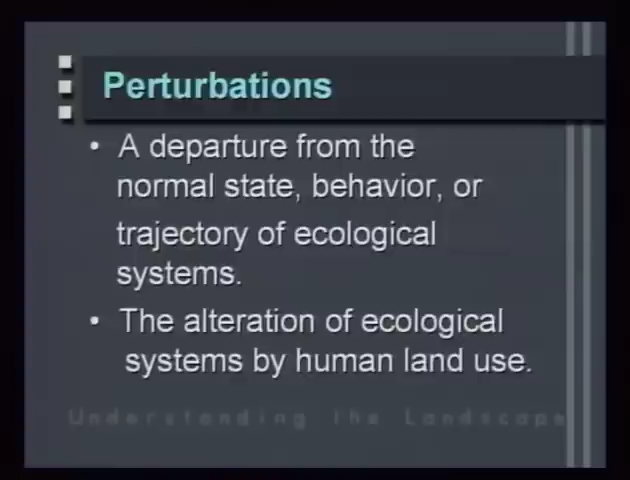 Perturbations
• A departure from the
normal state, behavior, or
trajectory of ecological
systems.
• The alteration of ecological
systems by human land use.
Understanding the Landscape